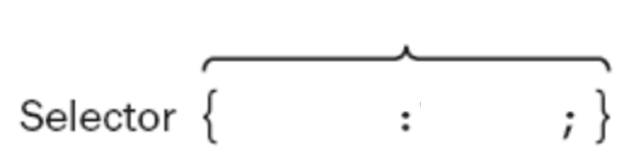 Selector { : ; }